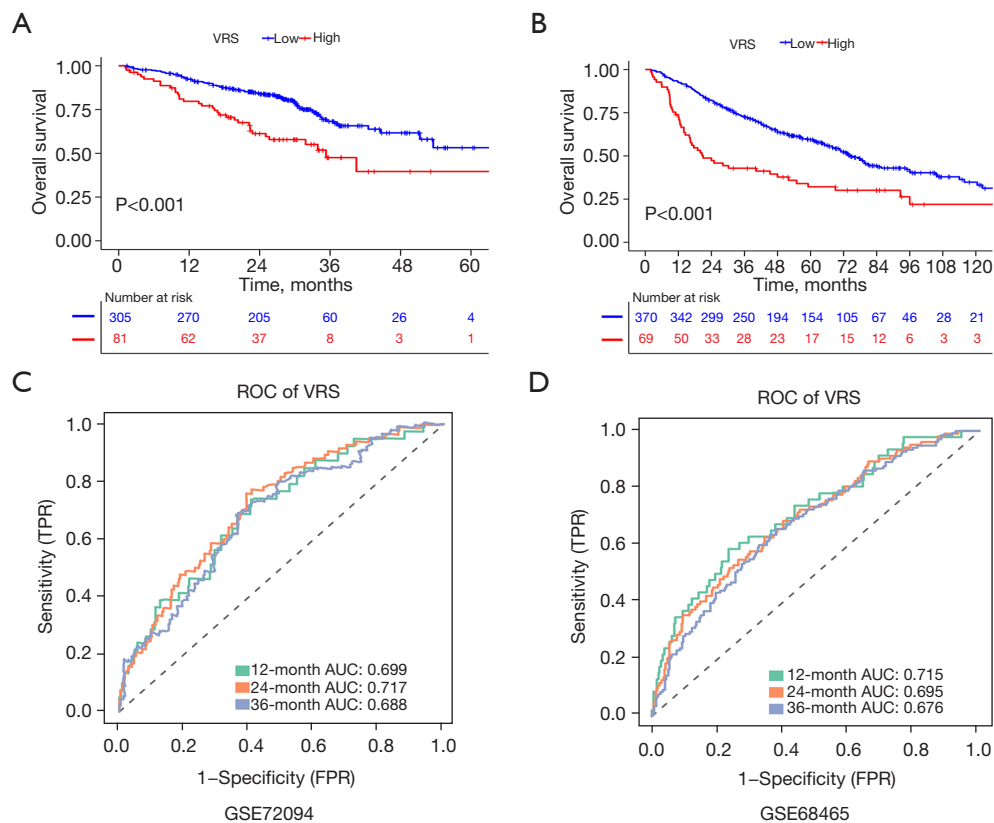 A
VRS Low High
1.00
0.75
0.50
0.25
0.00
Overall survival
P<0.001
0 12 24 36 48 60
Time, months
Number at risk
305 270 205 60 26 4
81 62 37 8 3 1
B
VRS Low High
1.00
0.75
0.50
0.25
0.00
Overall survival
P<0.001
0 12 24 36 48 60 72 84 96 108 120
Time, months
Number at risk
370 342 299 250 194 154 105 67 46 28 21
69 50 33 28 23 17 15 12 6 3 3
C
ROC of VRS
1.0
0.8
0.6
0.4
0.2
0.0
Sensitivity (TPR)
12-month AUC: 0.699
24-month AUC: 0.717
36-month AUC: 0.688
0.0 0.2 0.4 0.6 0.8 1.0
1–Specificity (FPR)
GSE72094
D
ROC of VRS
1.0
0.8
0.6
0.4
0.2
0.0
Sensitivity (TPR)
12-month AUC: 0.715
24-month AUC: 0.695
36-month AUC: 0.676
0.0 0.2 0.4 0.6 0.8 1.0
1–Specificity (FPR)
GSE68465